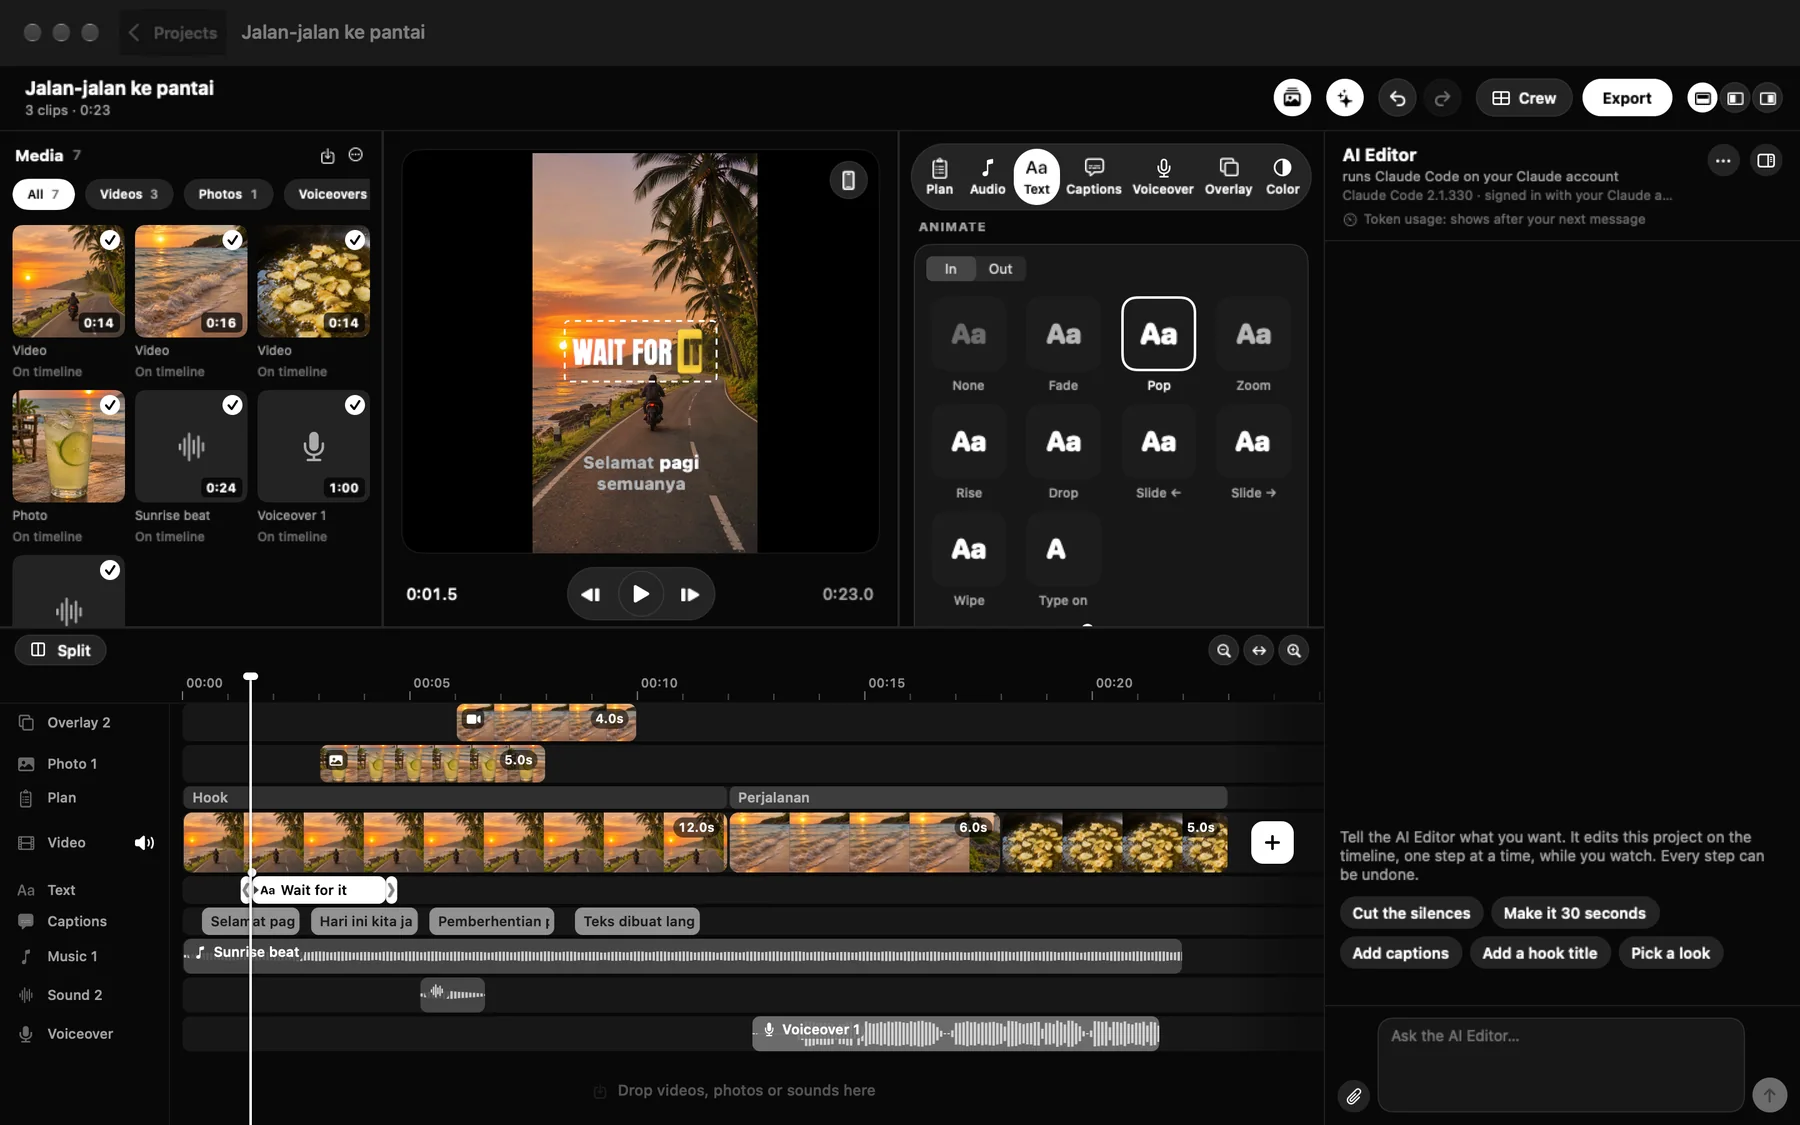 Projects
Jalan-jalan ke pantai
Jalan-jalan ke pantai
3 clips · 0:23
Crew
Export
Media 7
All 7
Videos 3
Photos 1
Voiceovers
0:14
0:16
0:14
Video
Video
Video
On timeline
On timeline
On timeline
0:24
1:00
Photo
Sunrise beat
Voiceover 1
On timeline
On timeline
On timeline
WAIT FOR IT
Selamat pagi
semuanya
0:01.5
0:23.0
Plan
Audio
Aa
Text
Captions
Voiceover
Overlay
Color
ANIMATE
In
Out
Aa
Aa
Aa
Aa
None
Fade
Pop
Zoom
Aa
Aa
Aa
Aa
Rise
Drop
Slide ←
Slide →
Aa
A
Wipe
Type on
AI Editor
runs Claude Code on your Claude account
Claude Code 2.1.330 · signed in with your Claude a...
Token usage: shows after your next message
Split
00:00
00:05
00:10
00:15
00:20
Overlay 2
4.0s
Photo 1
5.0s
Plan
Hook
Perjalanan
Video
12.0s
6.0s
5.0s
Aa Text
Aa Wait for it
Captions
Selamat pag
Hari ini kita ja
Pemberhentian p
Teks dibuat lang
Music 1
Sunrise beat
Sound 2
Voiceover
Voiceover 1
Drop videos, photos or sounds here
Tell the AI Editor what you want. It edits this project on the
timeline, one step at a time, while you watch. Every step can
be undone.
Cut the silences
Make it 30 seconds
Add captions
Add a hook title
Pick a look
Ask the AI Editor...